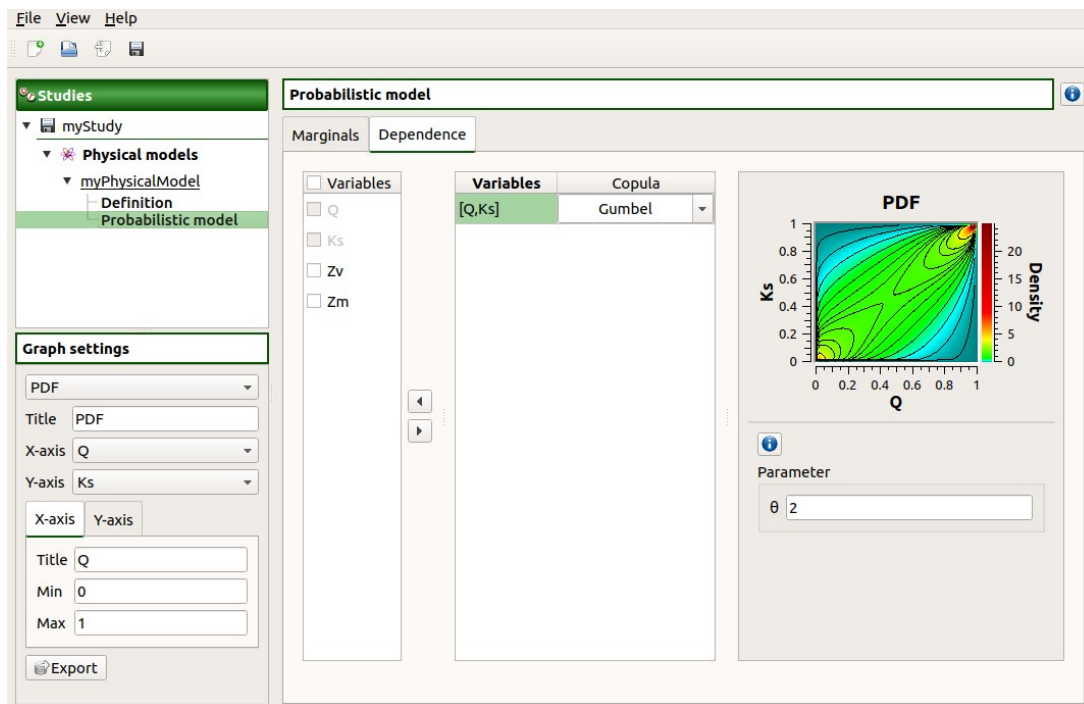 File View Help
Studies
myStudy
Physical models
myPhysicalModel
Definition
Probabilistic model
Graph settings
PDF
Title PDF
X-axis Q
Y-axis Ks
X-axis Y-axis
Title Q
Min 0
Max 1
Export
Probabilistic model
Marginals Dependence
Variables
Q
Ks
Zv
Zm
Variables Copula
[Q,Ks] Gumbel
PDF
1
0.8
0.6
0.4
0.2
0
Ks
0 0.2 0.4 0.6 0.8 1
Q
20
15
10
5
0
Density
Parameter
θ 2